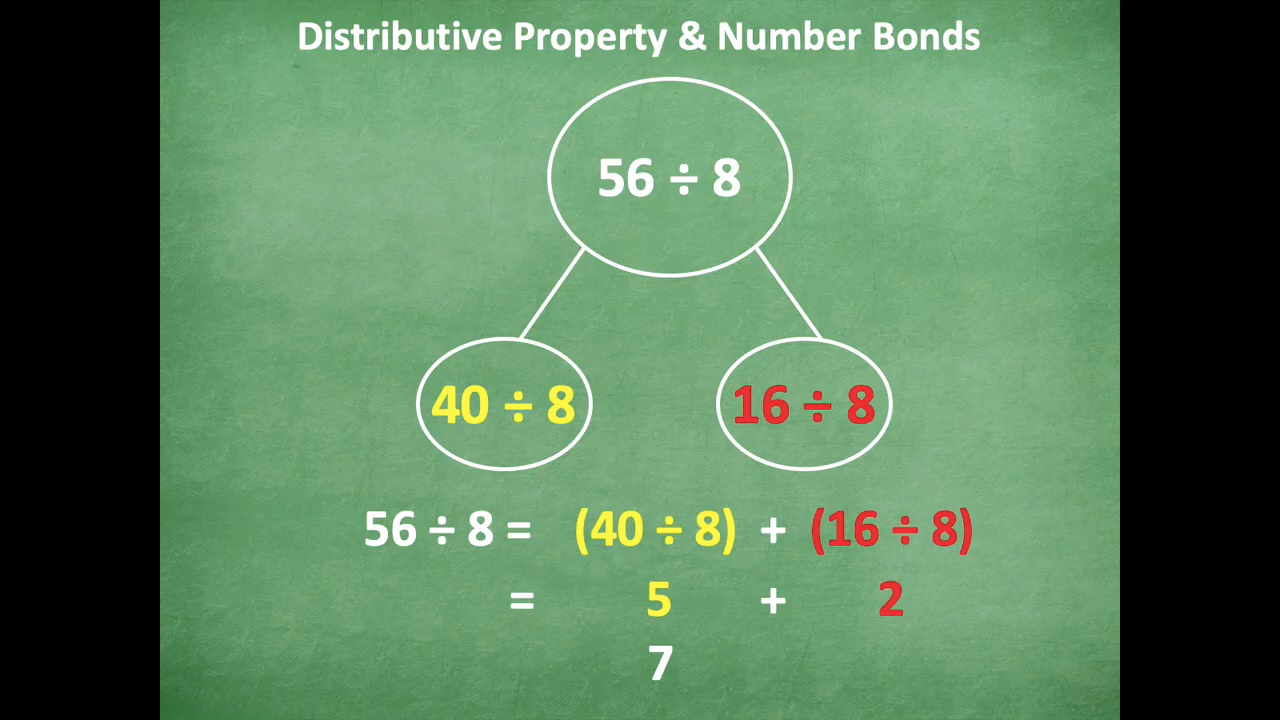 Distributive Property & Number Bonds
56 ÷ 8
40 ÷ 8
16 ÷ 8
56 ÷ 8 = (40 ÷ 8) + (16 ÷ 8)
= 5 + 2
7